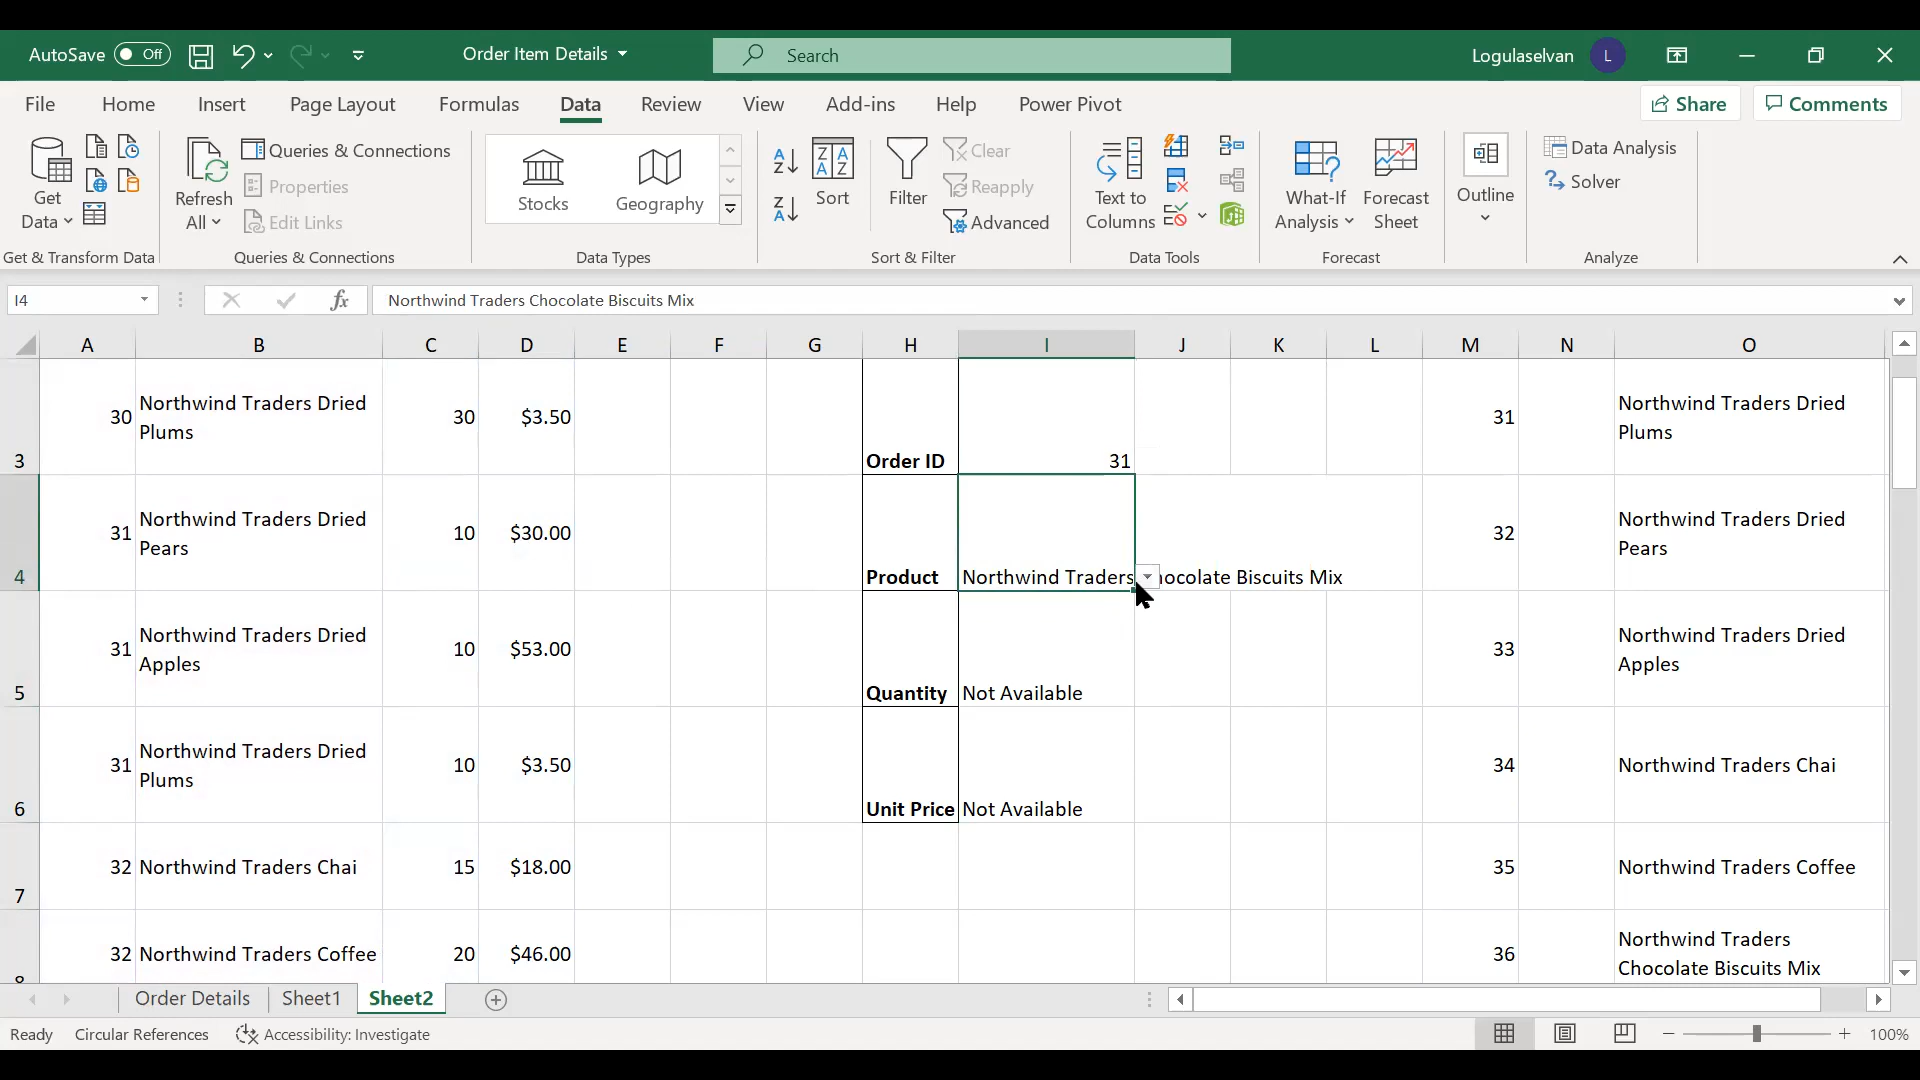 AutoSave Off Order Item Details Search Logulaselvan L
File Home Insert Page Layout Formulas Data Review View Add-ins Help Power Pivot Share Comments
Get
Data
Refresh
All
Queries & Connections
Properties
Edit Links
Stocks
Geography
Sort
Filter
Clear
Reapply
Advanced
Text to
Columns
What-If
Analysis
Forecast
Sheet
Outline
Data Analysis
Solver
Get & Transform Data Queries & Connections Data Types Sort & Filter Data Tools Forecast Analyze
I4 fx Northwind Traders Chocolate Biscuits Mix
A B C D E F G H I J K L M N O
3 30 Northwind Traders Dried
Plums 30 $3.50 Order ID 31 31 Northwind Traders Dried
Plums
4 31 Northwind Traders Dried
Pears 10 $30.00 Product Northwind Traders hocolate Biscuits Mix 32 Northwind Traders Dried
Pears
5 31 Northwind Traders Dried
Apples 10 $53.00 Quantity Not Available 33 Northwind Traders Dried
Apples
6 31 Northwind Traders Dried
Plums 10 $3.50 Unit Price Not Available 34 Northwind Traders Chai
7 32 Northwind Traders Chai 15 $18.00 35 Northwind Traders Coffee
8 32 Northwind Traders Coffee 20 $46.00 36 Northwind Traders
Chocolate Biscuits Mix
Order Details Sheet1 Sheet2
Ready Circular References Accessibility: Investigate 100%